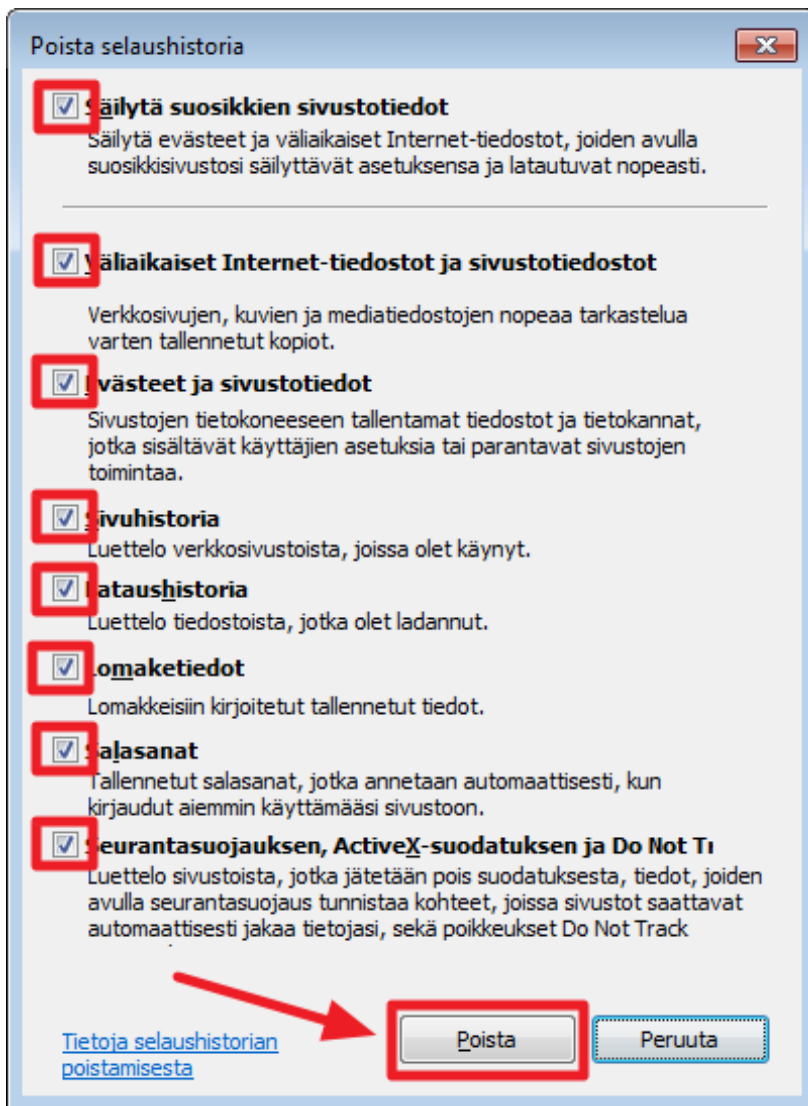 Poista selaushistoria
Säilytä suosikkien sivustotiedot
Säilytä evästeet ja väliaikaiset Internet-tiedostot, joiden avulla
suosikkisivustosi säilyttävät asetuksensa ja latautuvat nopeasti.
Väliaikaiset Internet-tiedostot ja sivustotiedostot
Verkkosivujen, kuvien ja mediatiedostojen nopeaa tarkastelua
varten tallennetut kopiot.
Evästeet ja sivustotiedot
Sivustojen tietokoneeseen tallentamat tiedostot ja tietokannat,
jotka sisältävät käyttäjien asetuksia tai parantavat sivustojen
toimintaa.
Sivuhistoria
Luettelo verkkosivustoista, joissa olet käynyt.
Lataushistoria
Luettelo tiedostoista, jotka olet ladannut.
Lomaketiedot
Lomakkeisiin kirjoitetut tallennetut tiedot.
Salasanat
Tallennetut salasanat, jotka annetaan automaattisesti, kun
kirjaudut aiemmin käyttämääsi sivustoon.
Seurantasuojauksen, ActiveX-suodatuksen ja Do Not
Luettelo sivustoista, jotka jätetään pois suodatuksesta, tiedot, joiden
avulla seurantasuojaus tunnistaa kohteet, joissa sivustot saattavat
automaattisesti jakaa tietojasi, sekä poikkeukset Do Not Track
Tietoja selaushistorian
poistamisesta
Poista
Peruuta